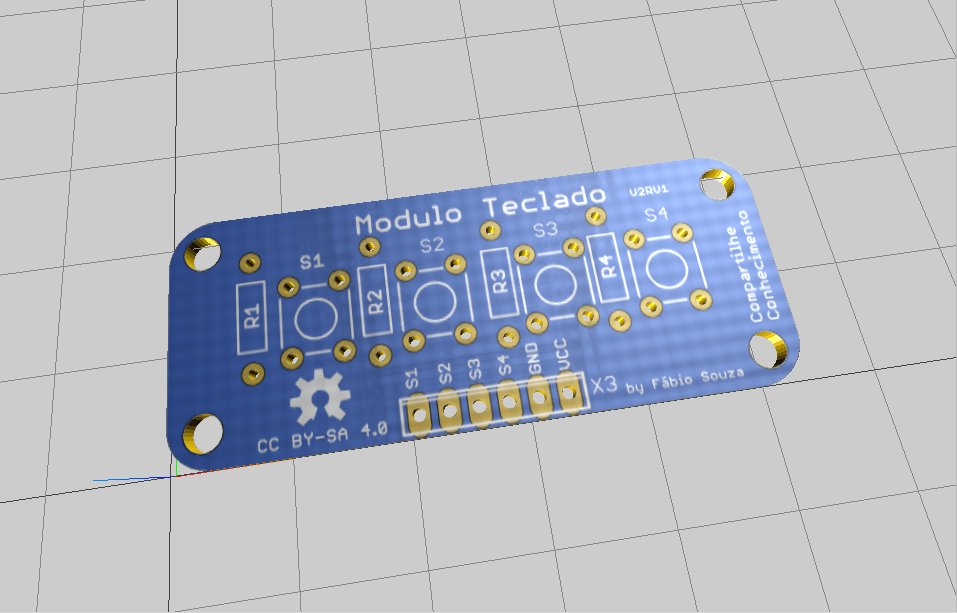 Modulo Teclado
V2RV1
S1
S2
S3
S4
R1
R2
R3
R4
Compartilhe
Conhecimento
S1
S2
S3
S4
GND
VCC
X3
by Fábio Souza
CC BY-SA 4.0